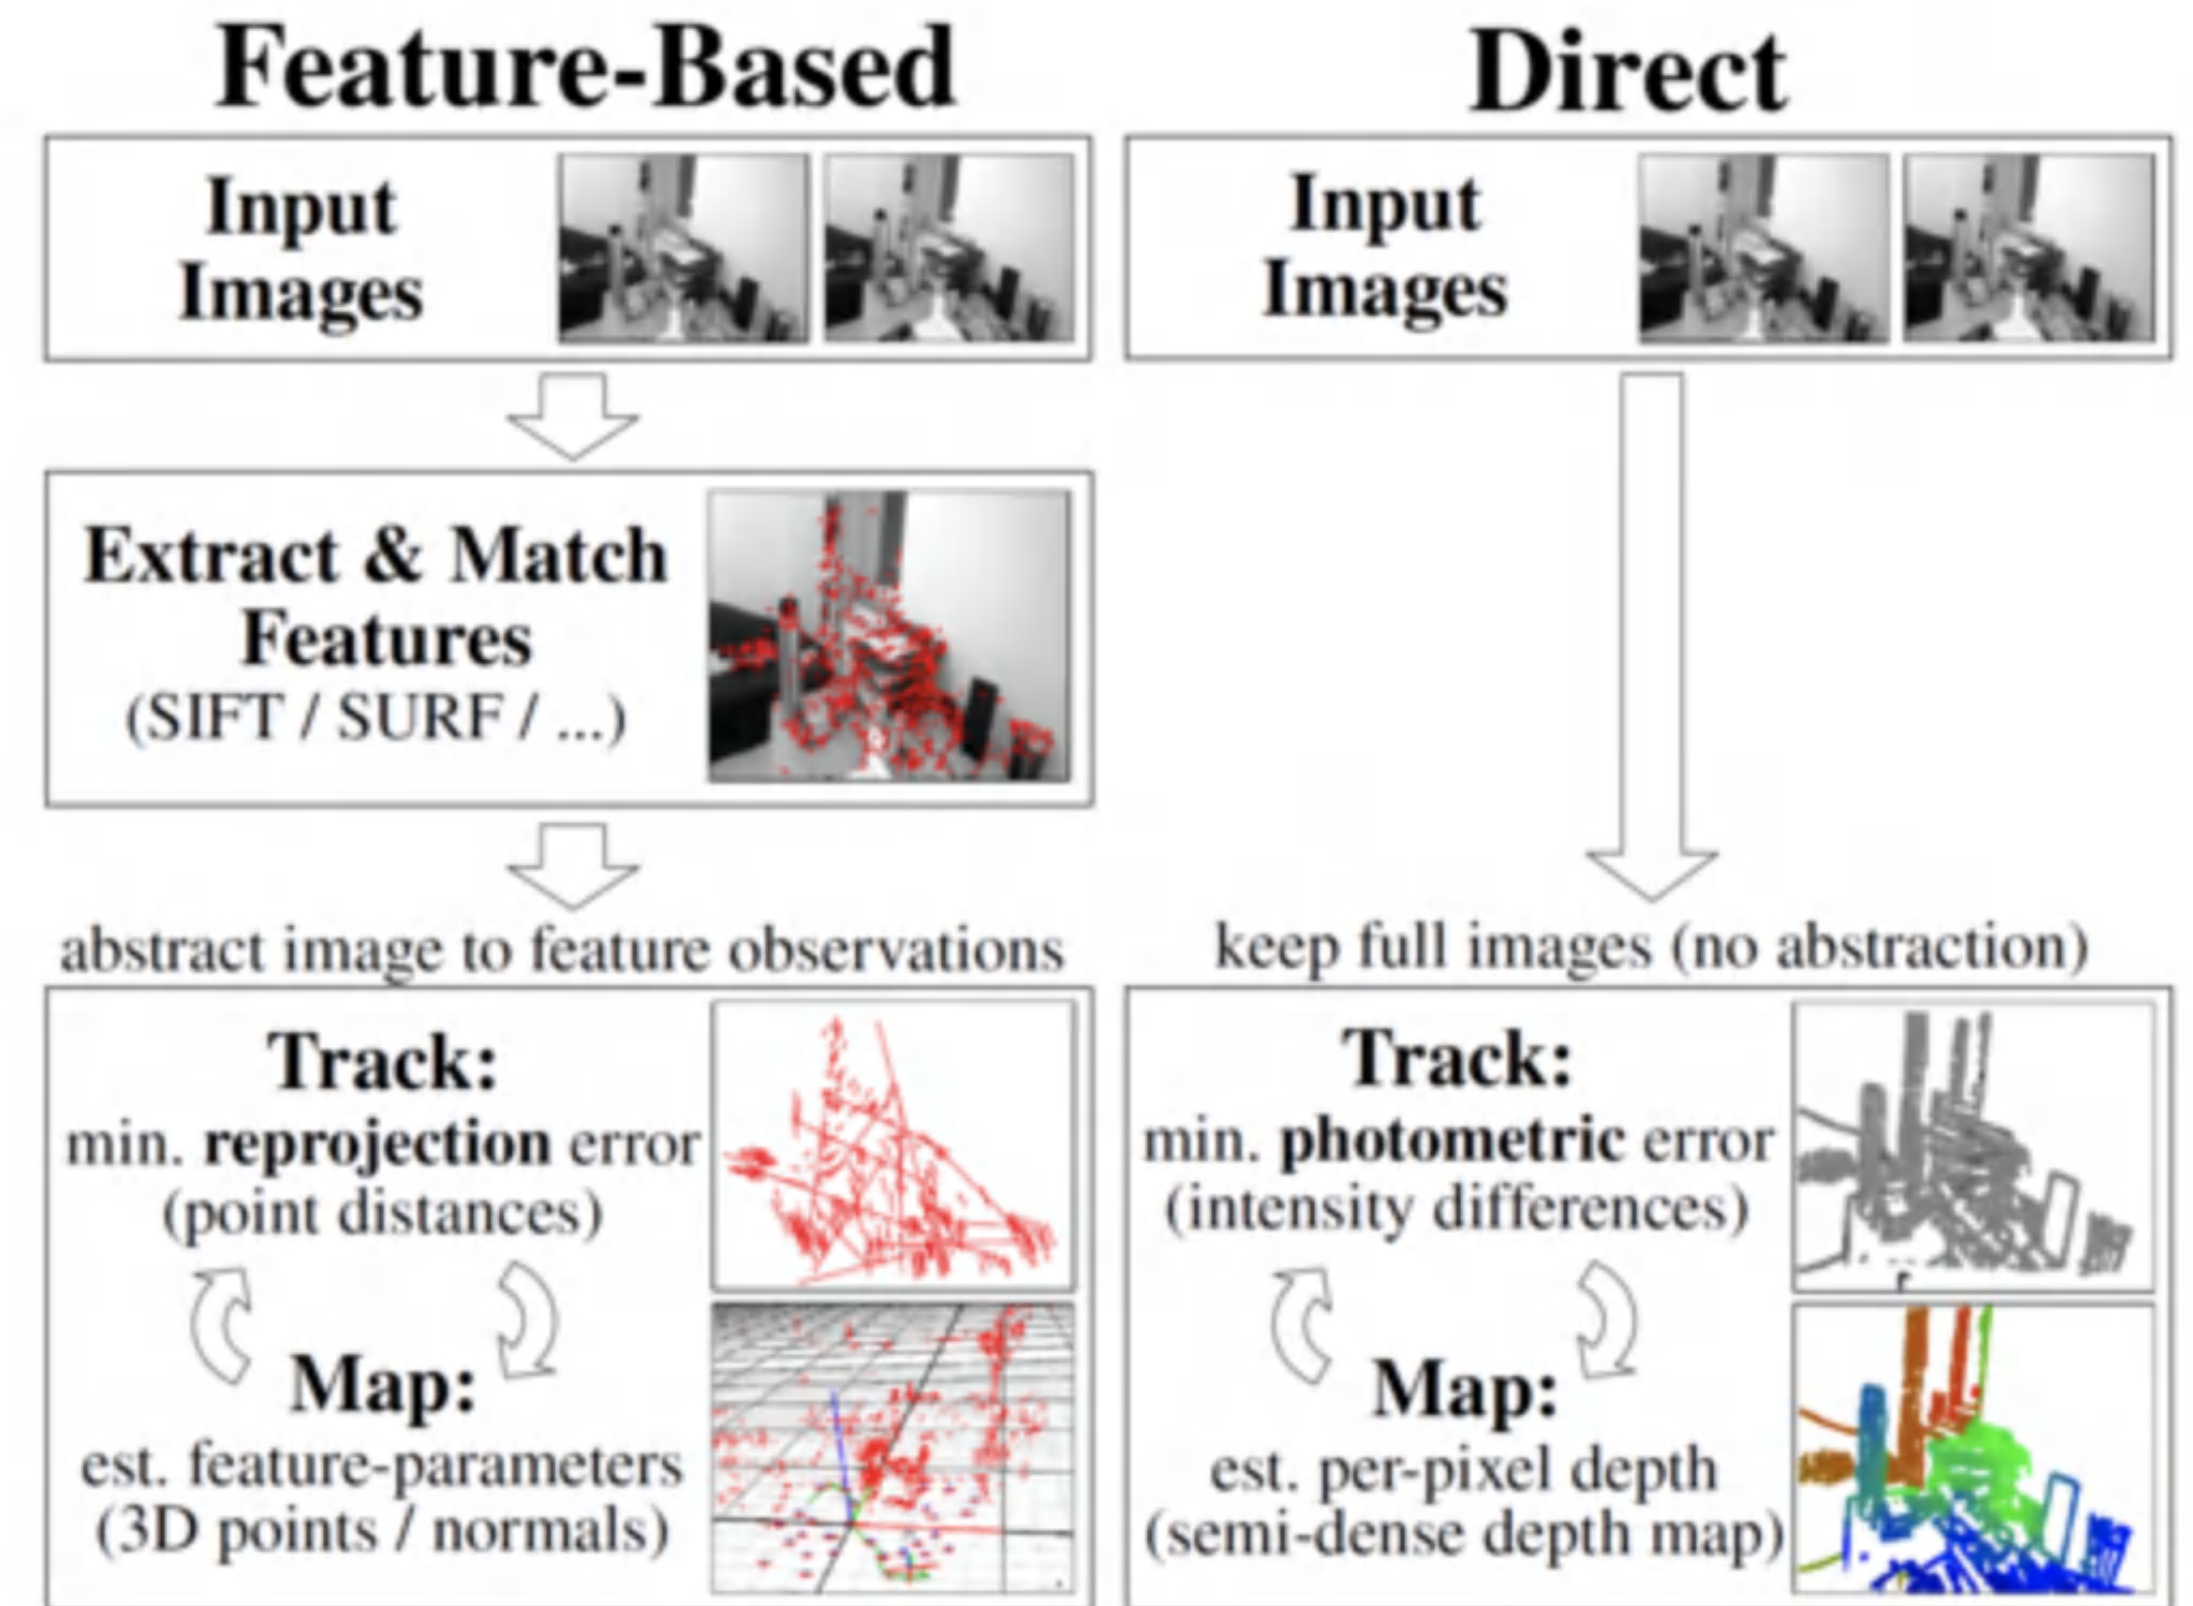 Feature-Based
Input
Images
Extract & Match
Features
(SIFT / SURF / ...)
abstract image to feature observations
Track:
min. reprojection error
(point distances)
Map:
est. feature-parameters
(3D points / normals)
Direct
Input
Images
keep full images (no abstraction)
Track:
min. photometric error
(intensity differences)
Map:
est. per-pixel depth
(semi-dense depth map)